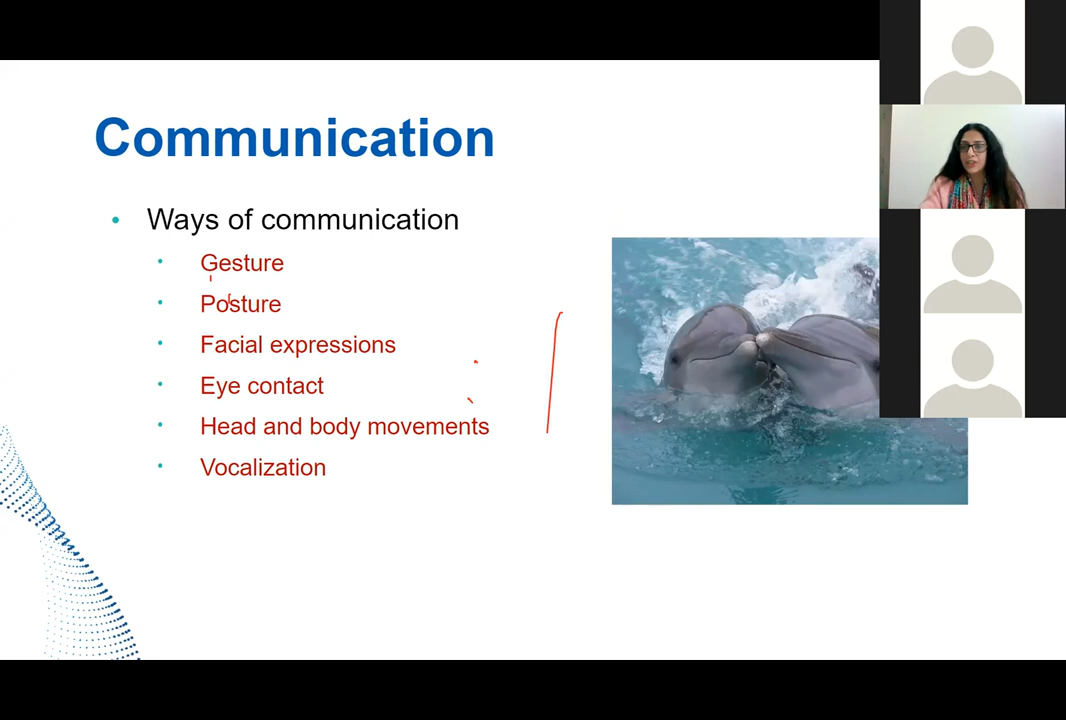 Communication
• Ways of communication
• Gesture
• Posture
• Facial expressions
• Eye contact
• Head and body movements
• Vocalization